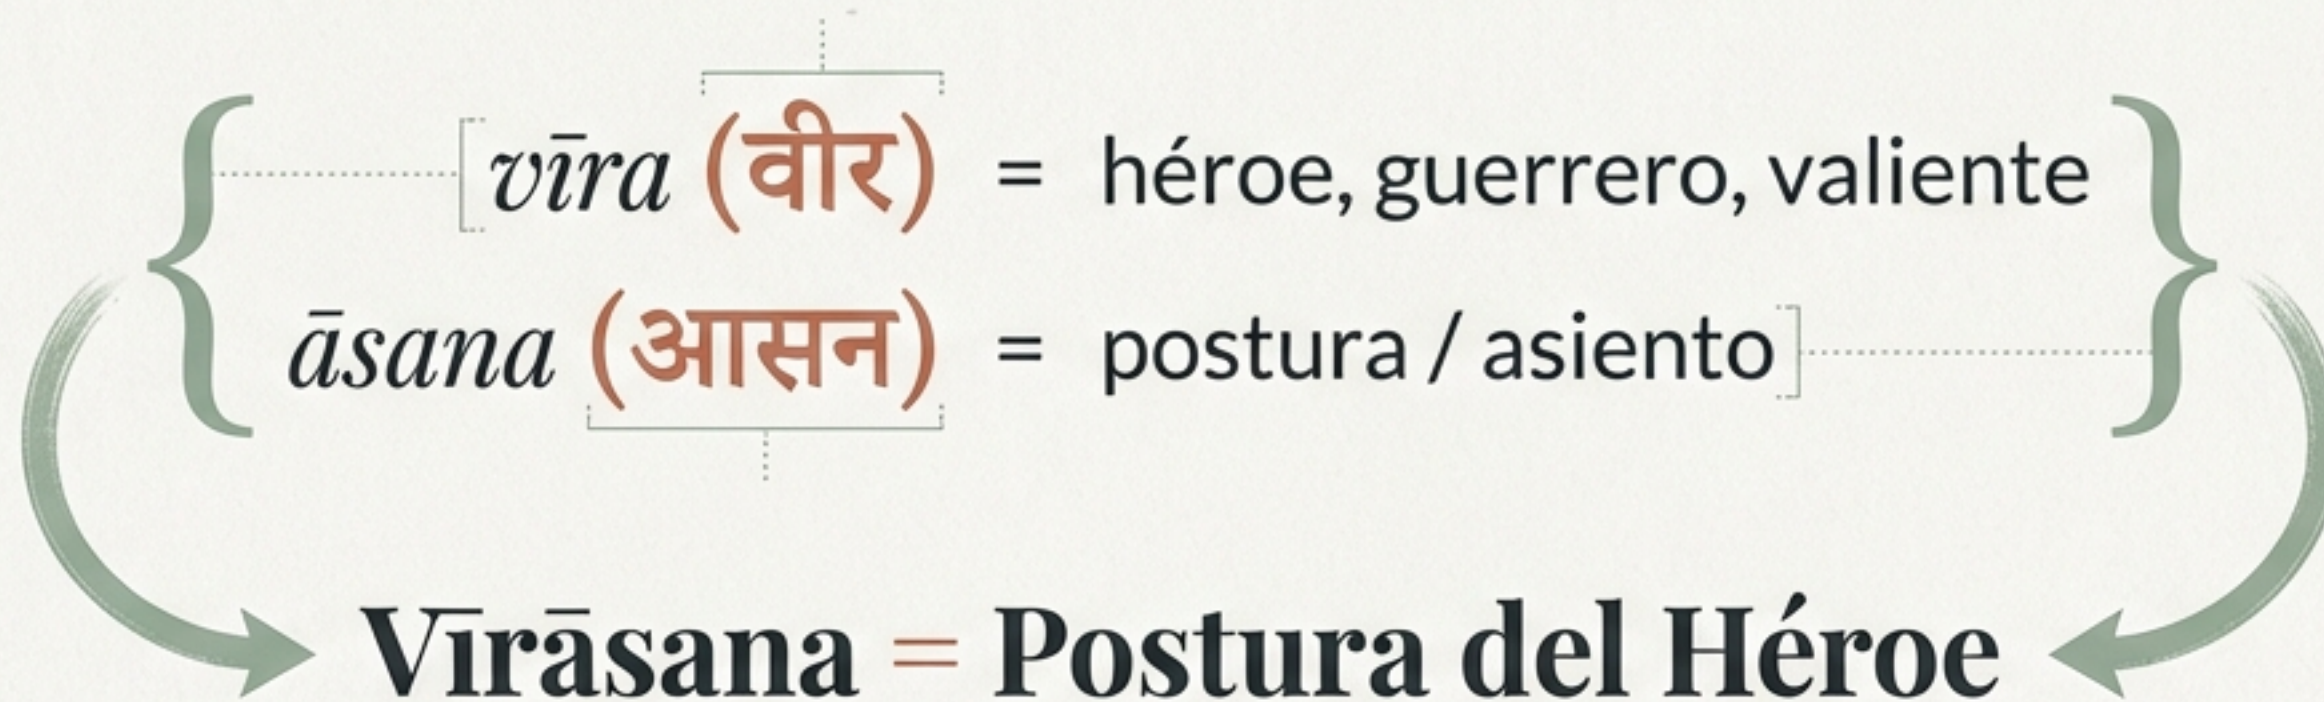 vīra (वीर) = héroe, guerrero, valiente
āsana (आसन) = postura / asiento
Vīrāsana = Postura del Héroe